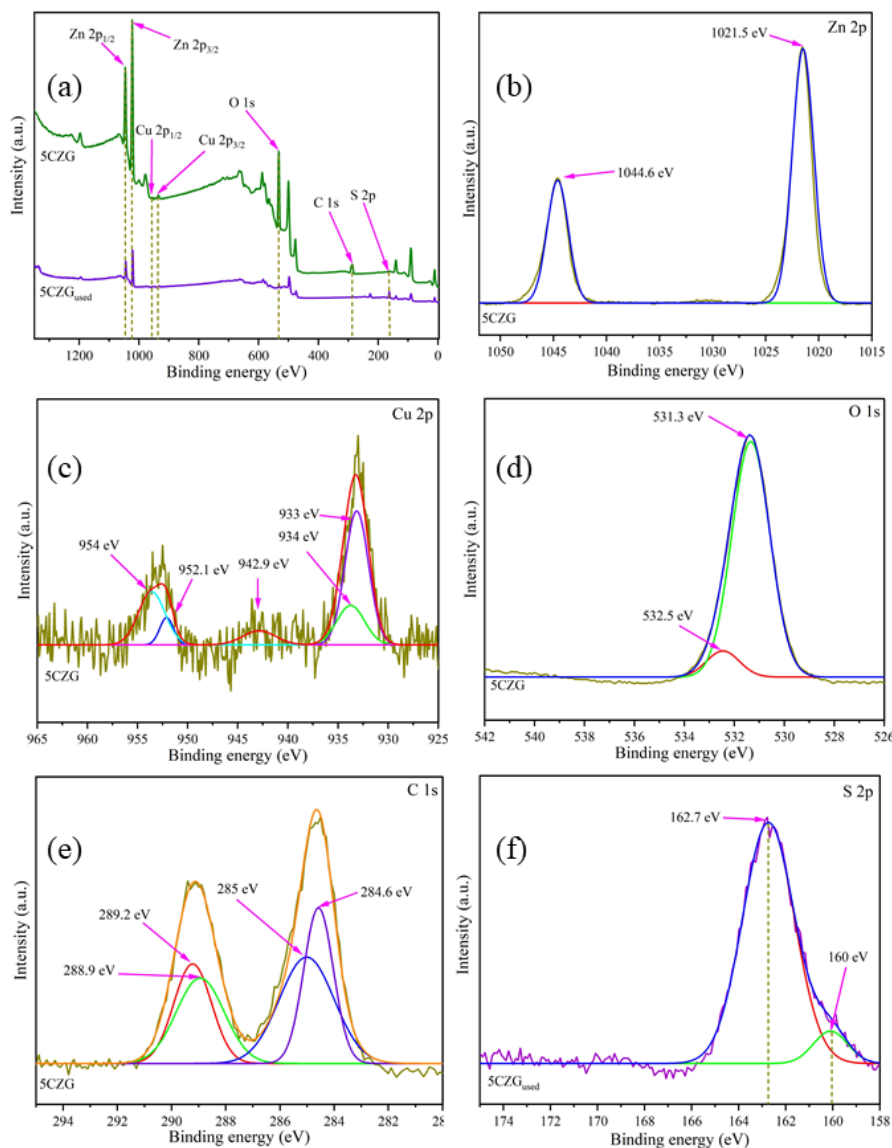 (a)
Zn 2p1/2
Zn 2p3/2
Cu 2p1/2
Cu 2p3/2
O 1s
C 1s
S 2p
5CZG
5CZGused
Intensity (a.u.)
1200 1000 800 600 400 200 0
Binding energy (eV)
(b)
Zn 2p
1021.5 eV
1044.6 eV
5CZG
Intensity (a.u.)
1050 1045 1040 1035 1030 1025 1020 1015
Binding energy (eV)
(c)
Cu 2p
933 eV
934 eV
954 eV
942.9 eV
952.1 eV
5CZG
Intensity (a.u.)
965 960 955 950 945 940 935 930 925
Binding energy (eV)
(d)
O 1s
531.3 eV
532.5 eV
5CZG
Intensity (a.u.)
542 540 538 536 534 532 530 528 526
Binding energy (eV)
(e)
C 1s
289.2 eV
285 eV
284.6 eV
288.9 eV
5CZG
Intensity (a.u.)
294 292 290 288 286 284 282 28
Binding energy (eV)
(f)
S 2p
162.7 eV
160 eV
5CZGused
Intensity (a.u.)
174 172 170 168 166 164 162 160 158
Binding energy (eV)